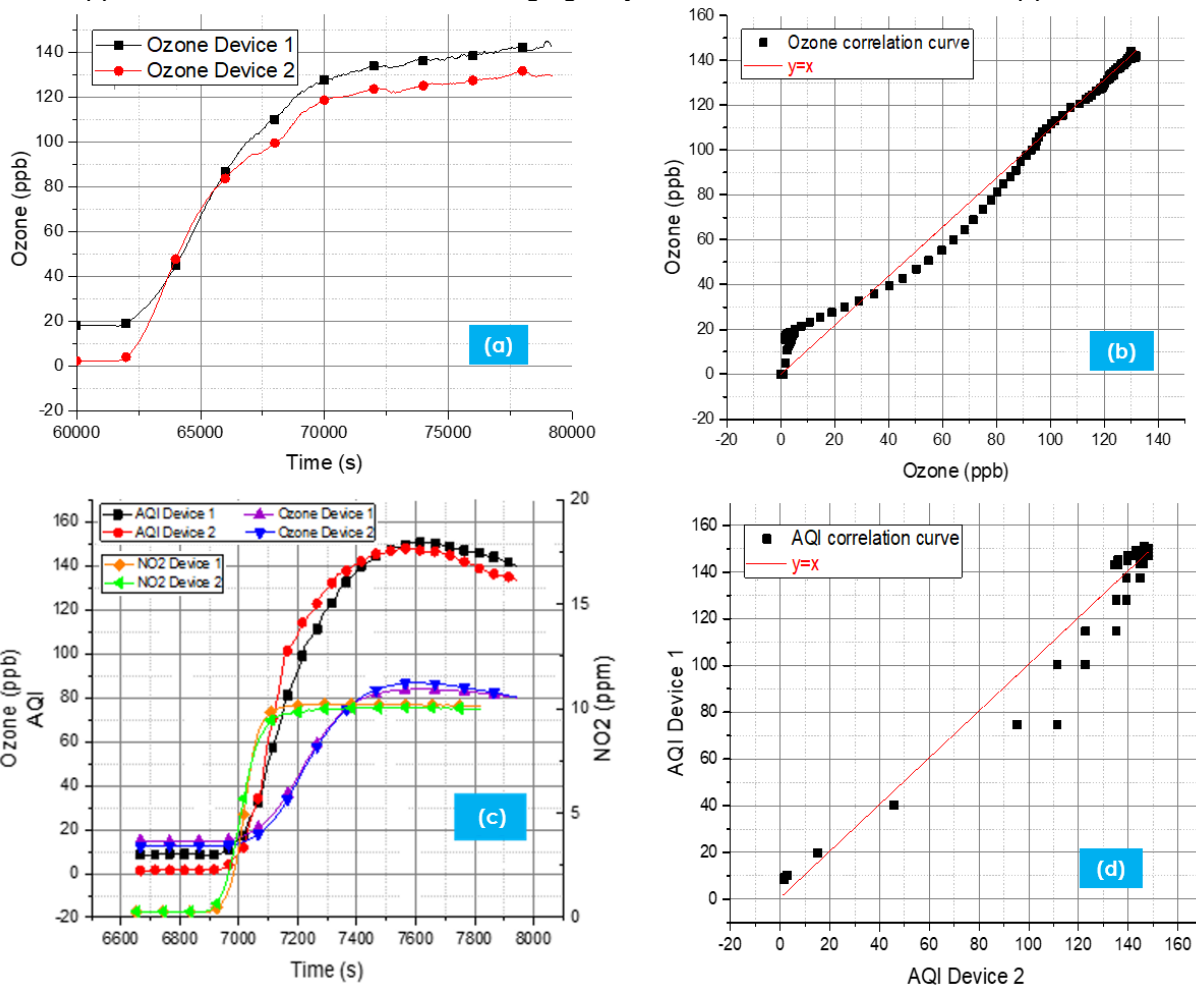 160
Ozone Device 1
Ozone Device 2
140
120
100
80
60
40
20
0
-20
Ozone (ppb)
60000 65000 70000 75000 80000
Time (s)
(a)
160
Ozone correlation curve
y=x
140
120
100
80
60
40
20
0
-20
Ozone (ppb)
-20 0 20 40 60 80 100 120 140
Ozone (ppb)
(b)
AQI Device 1 Ozone Device 1
AQI Device 2 Ozone Device 2
NO2 Device 1
NO2 Device 2
160
140
120
100
80
60
40
20
0
-20
Ozone (ppb)
AQI
20
15
10
5
0
NO2 (ppm)
6600 6800 7000 7200 7400 7600 7800 8000
Time (s)
(c)
AQI correlation curve
y=x
160
140
120
100
80
60
40
20
0
AQI Device 1
-20 0 20 40 60 80 100 120 140 160
AQI Device 2
(d)